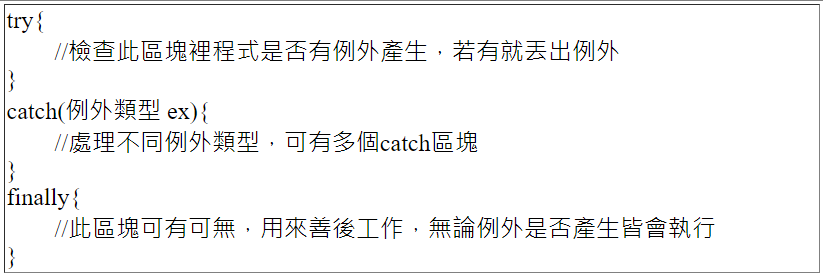 try{
//檢查此區塊裡程式是否有例外產生，若有就丟出例外
}
catch(例外類型 ex){
//處理不同例外類型，可有多個catch區塊
}
finally{
//此區塊可有可無，用來善後工作，無論例外是否產生皆會執行
}